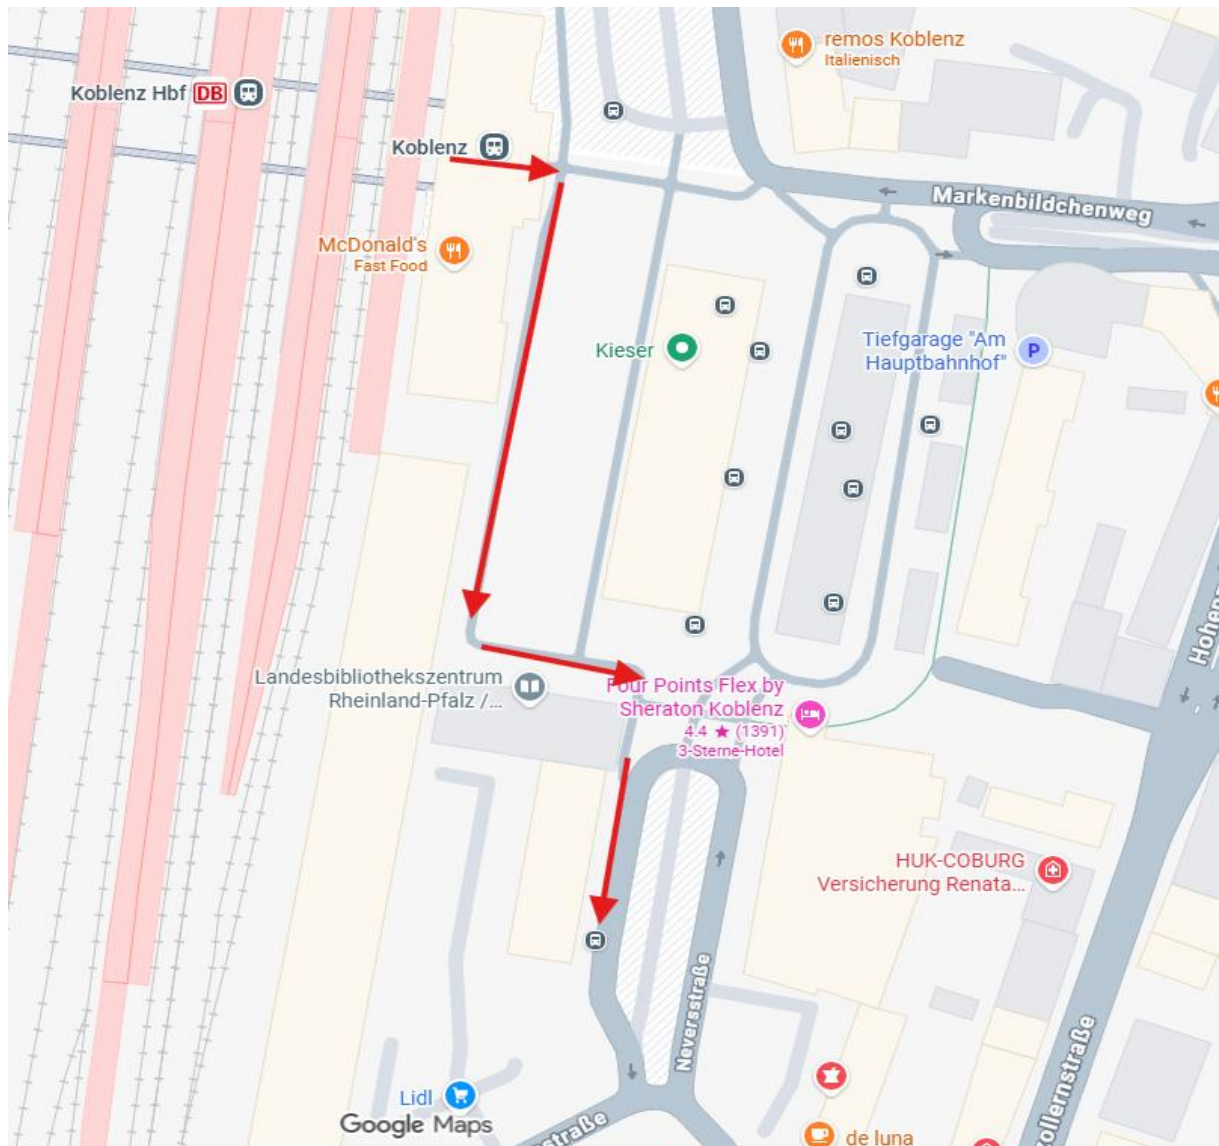 remos Koblenz
Italienisch
Koblenz Hbf DB
Koblenz
Markenbildchenweg
McDonald's
Fast Food
Kieser
Tiefgarage "Am
Hauptbahnhof"
P
Landesbibliothekszentrum
Rheinland-Pfalz /...
Four Points Flex by
Sheraton Koblenz
4.4 ★ (1391)
3-Sterne-Hotel
HUK-COBURG
Versicherung Renata...
Neversstraße
Lidl
Google Maps
de luna